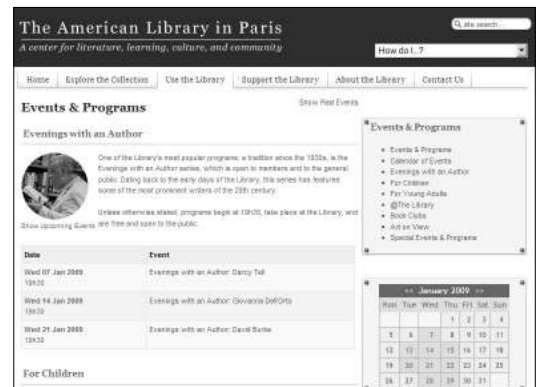 The American Library in Paris
site search.
A center for literature, learning, culture, and community
How do I..?
Home
Explore the Collection
Use the Library
Support the Library
About the Library
Contact Us
Events & Programs
Show Past Events
Evenings with an Author
One of the Library's most popular programs, a tradition since the 1930s, is the
Evenings with an Author series, which is open to members and to the general
public. Dating back to the early days of the Library, this series has featured
some of the most prominent writers of the 20th century.
Unless otherwise stated, programs begin at 19h30, take place at the Library, and
are free and open to the public.
Show Upcoming Events
Date Event
Wed 07 Jan 2009 Evenings with an Author: Darcy Tell
19h30
Wed 14 Jan 2009 Evenings with an Author: Giovanna Dell'Orto
19h30
Wed 21 Jan 2009 Evenings with an Author: David Burke
19h30
For Children
Events & Programs
Events & Programs
Calendar of Events
Evenings with an Author
For Children
For Young Adults
@The Library
Book Clubs
Art on View
Special Events & Programs
<< January 2009 >>
Mon Tue Wed Thu Fri Sat Sun
1 2 3 4
5 6 7 8 9 10 11
12 13 14 15 16 17 18
19 20 21 22 23 24 25
26 27 28 29 30 31